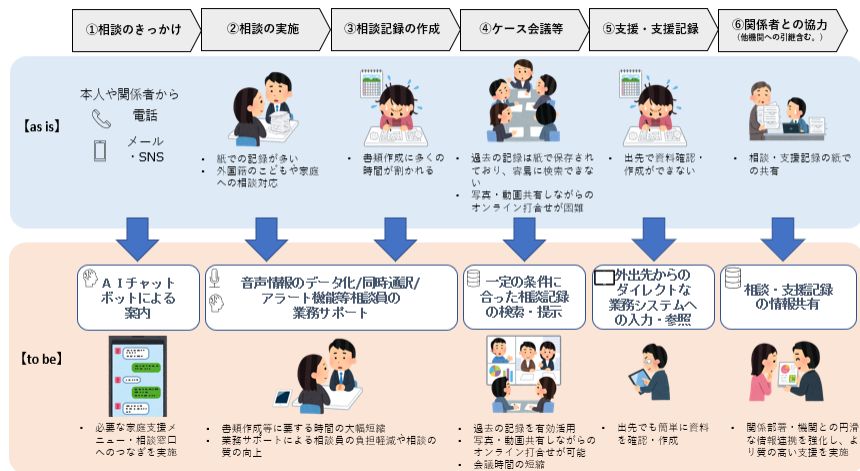 ①相談のきっかけ
②相談の実施
③相談記録の作成
④ケース会議等
⑤支援・支援記録
⑥関係者との協力
(他機関への引継含む。)
【as is】
本人や関係者から
電話
メール
・SNS
• 紙での記録が多い
• 外国籍のこどもや家庭
への相談対応
• 書類作成に多くの
時間が割かれる
• 過去の記録は紙で保存され
ており、容易に検索できな
い
• 写真・動画共有しながらの
オンライン打合せが困難
• 出先で資料確認・
作成ができない
• 相談・支援記録の紙で
の共有
【to be】
AIチャット
ボットによる
案内
音声情報のデータ化/同時通訳/
アラート機能等相談員の
業務サポート
一定の条件に
合った相談記録
の検索・提示
外出先からの
ダイレクトな
業務システムへ
の入力・参照
相談・支援記録
の情報共有
• 必要な家庭支援メ
ニュー・相談窓口
へのつなぎを実施
• 書類作成等に要する時間の大幅短縮
• 業務サポートによる相談員の負担軽減や相談の
質の向上
• 過去の記録を有効活用
• 写真・動画共有しながらの
オンライン打合せが可能
• 会議時間の短縮
• 出先でも簡単に資料
を確認・作成
• 関係部署・機関との円滑
な情報連携を強化し、よ
り質の高い支援を実施